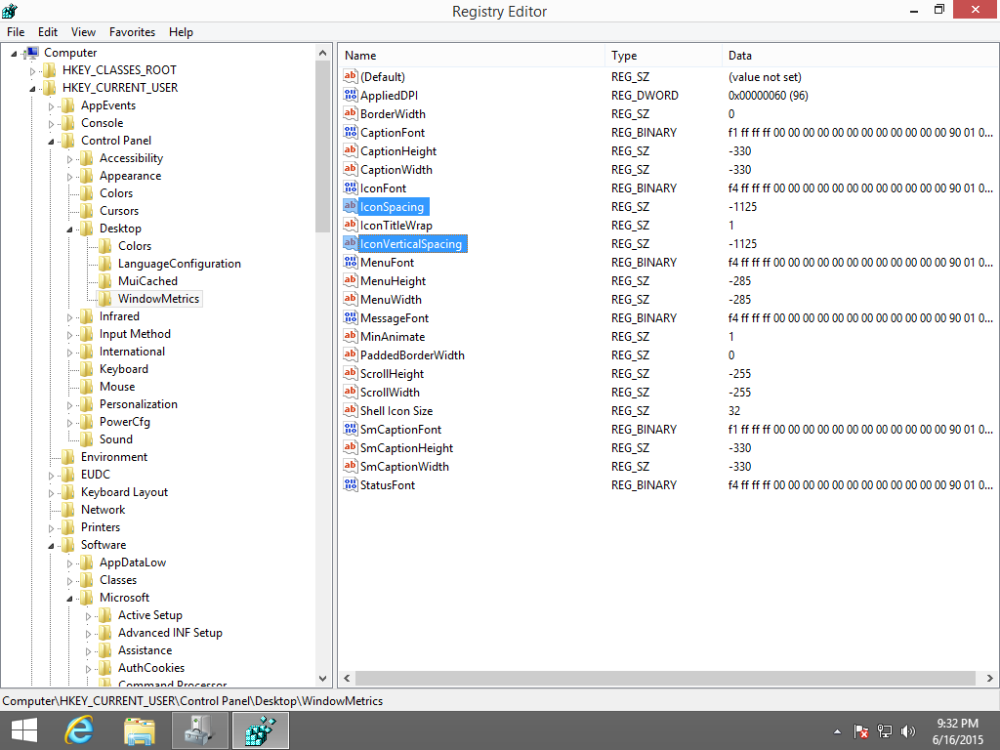 Registry Editor
File Edit View Favorites Help
Computer
HKEY_CLASSES_ROOT
HKEY_CURRENT_USER
AppEvents
Console
Control Panel
Accessibility
Appearance
Colors
Cursors
Desktop
Colors
LanguageConfiguration
MuiCached
WindowMetrics
Infrared
Input Method
International
Keyboard
Mouse
Personalization
PowerCfg
Sound
Environment
EUDC
Keyboard Layout
Network
Printers
Software
AppDataLow
Classes
Microsoft
Active Setup
Advanced INF Setup
Assistance
AuthCookies
Command Processor
Name Type Data
(Default) REG_SZ (value not set)
AppliedDPI REG_DWORD 0x00000060 (96)
BorderWidth REG_SZ 0
CaptionFont REG_BINARY f1 ff ff ff 00 00 00 00 00 00 00 00 00 00 00 00 90 01 0...
CaptionHeight REG_SZ -330
CaptionWidth REG_SZ -330
IconFont REG_BINARY f4 ff ff ff 00 00 00 00 00 00 00 00 00 00 00 00 90 01 0...
IconSpacing REG_SZ -1125
IconTitleWrap REG_SZ 1
IconVerticalSpacing REG_SZ -1125
MenuFont REG_BINARY f4 ff ff ff 00 00 00 00 00 00 00 00 00 00 00 00 90 01 0...
MenuHeight REG_SZ -285
MenuWidth REG_SZ -285
MessageFont REG_BINARY f4 ff ff ff 00 00 00 00 00 00 00 00 00 00 00 00 90 01 0...
MinAnimate REG_SZ 1
PaddedBorderWidth REG_SZ 0
ScrollHeight REG_SZ -255
ScrollWidth REG_SZ -255
Shell Icon Size REG_SZ 32
SmCaptionFont REG_BINARY f1 ff ff ff 00 00 00 00 00 00 00 00 00 00 00 00 90 01 0...
SmCaptionHeight REG_SZ -330
SmCaptionWidth REG_SZ -330
StatusFont REG_BINARY f4 ff ff ff 00 00 00 00 00 00 00 00 00 00 00 00 90 01 0...
Computer\HKEY_CURRENT_USER\Control Panel\Desktop\WindowMetrics
9:32 PM
6/16/2015